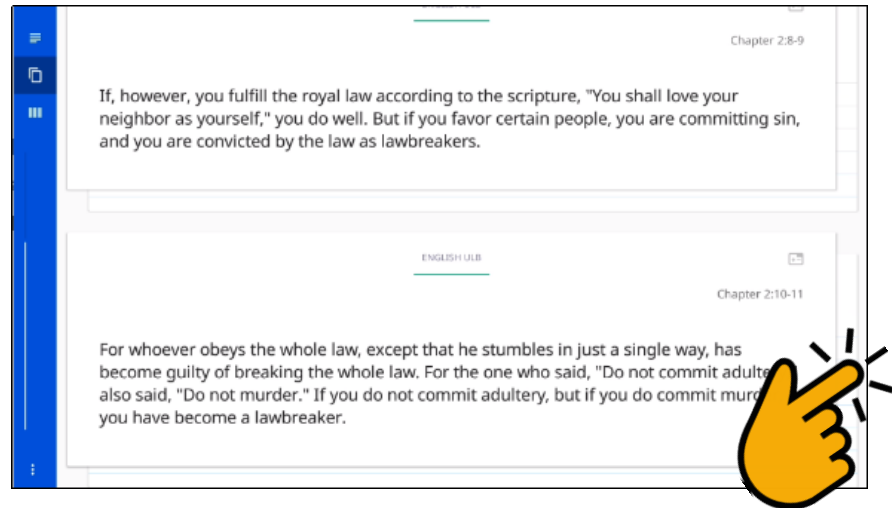 Chapter 2:8-9
If, however, you fulfill the royal law according to the scripture, "You shall love your
neighbor as yourself," you do well. But if you favor certain people, you are committing sin,
and you are convicted by the law as lawbreakers.
ENGLISH ULB
Chapter 2:10-11
For whoever obeys the whole law, except that he stumbles in just a single way, has
become guilty of breaking the whole law. For the one who said, "Do not commit
also said, "Do not murder." If you do not commit adultery, but if you do commit
you have become a lawbreaker.